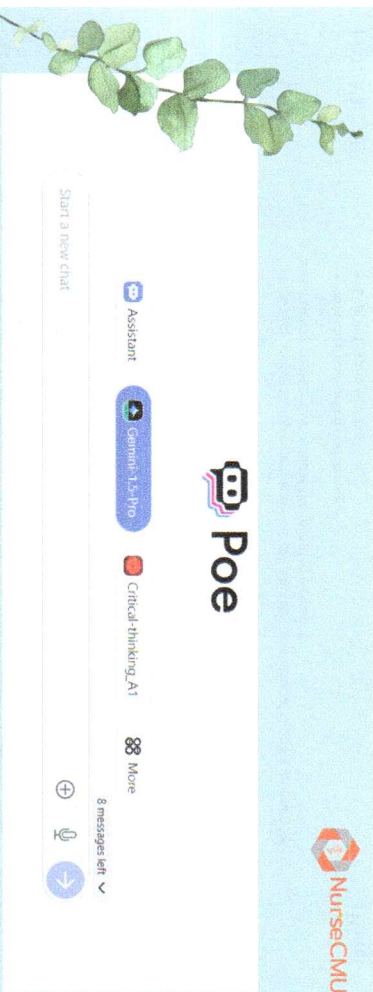 NurseCMU
Poe
Assistant Gemini-1.5-Pro Critical-thinking_A1 More
8 messages left
Start a new chat